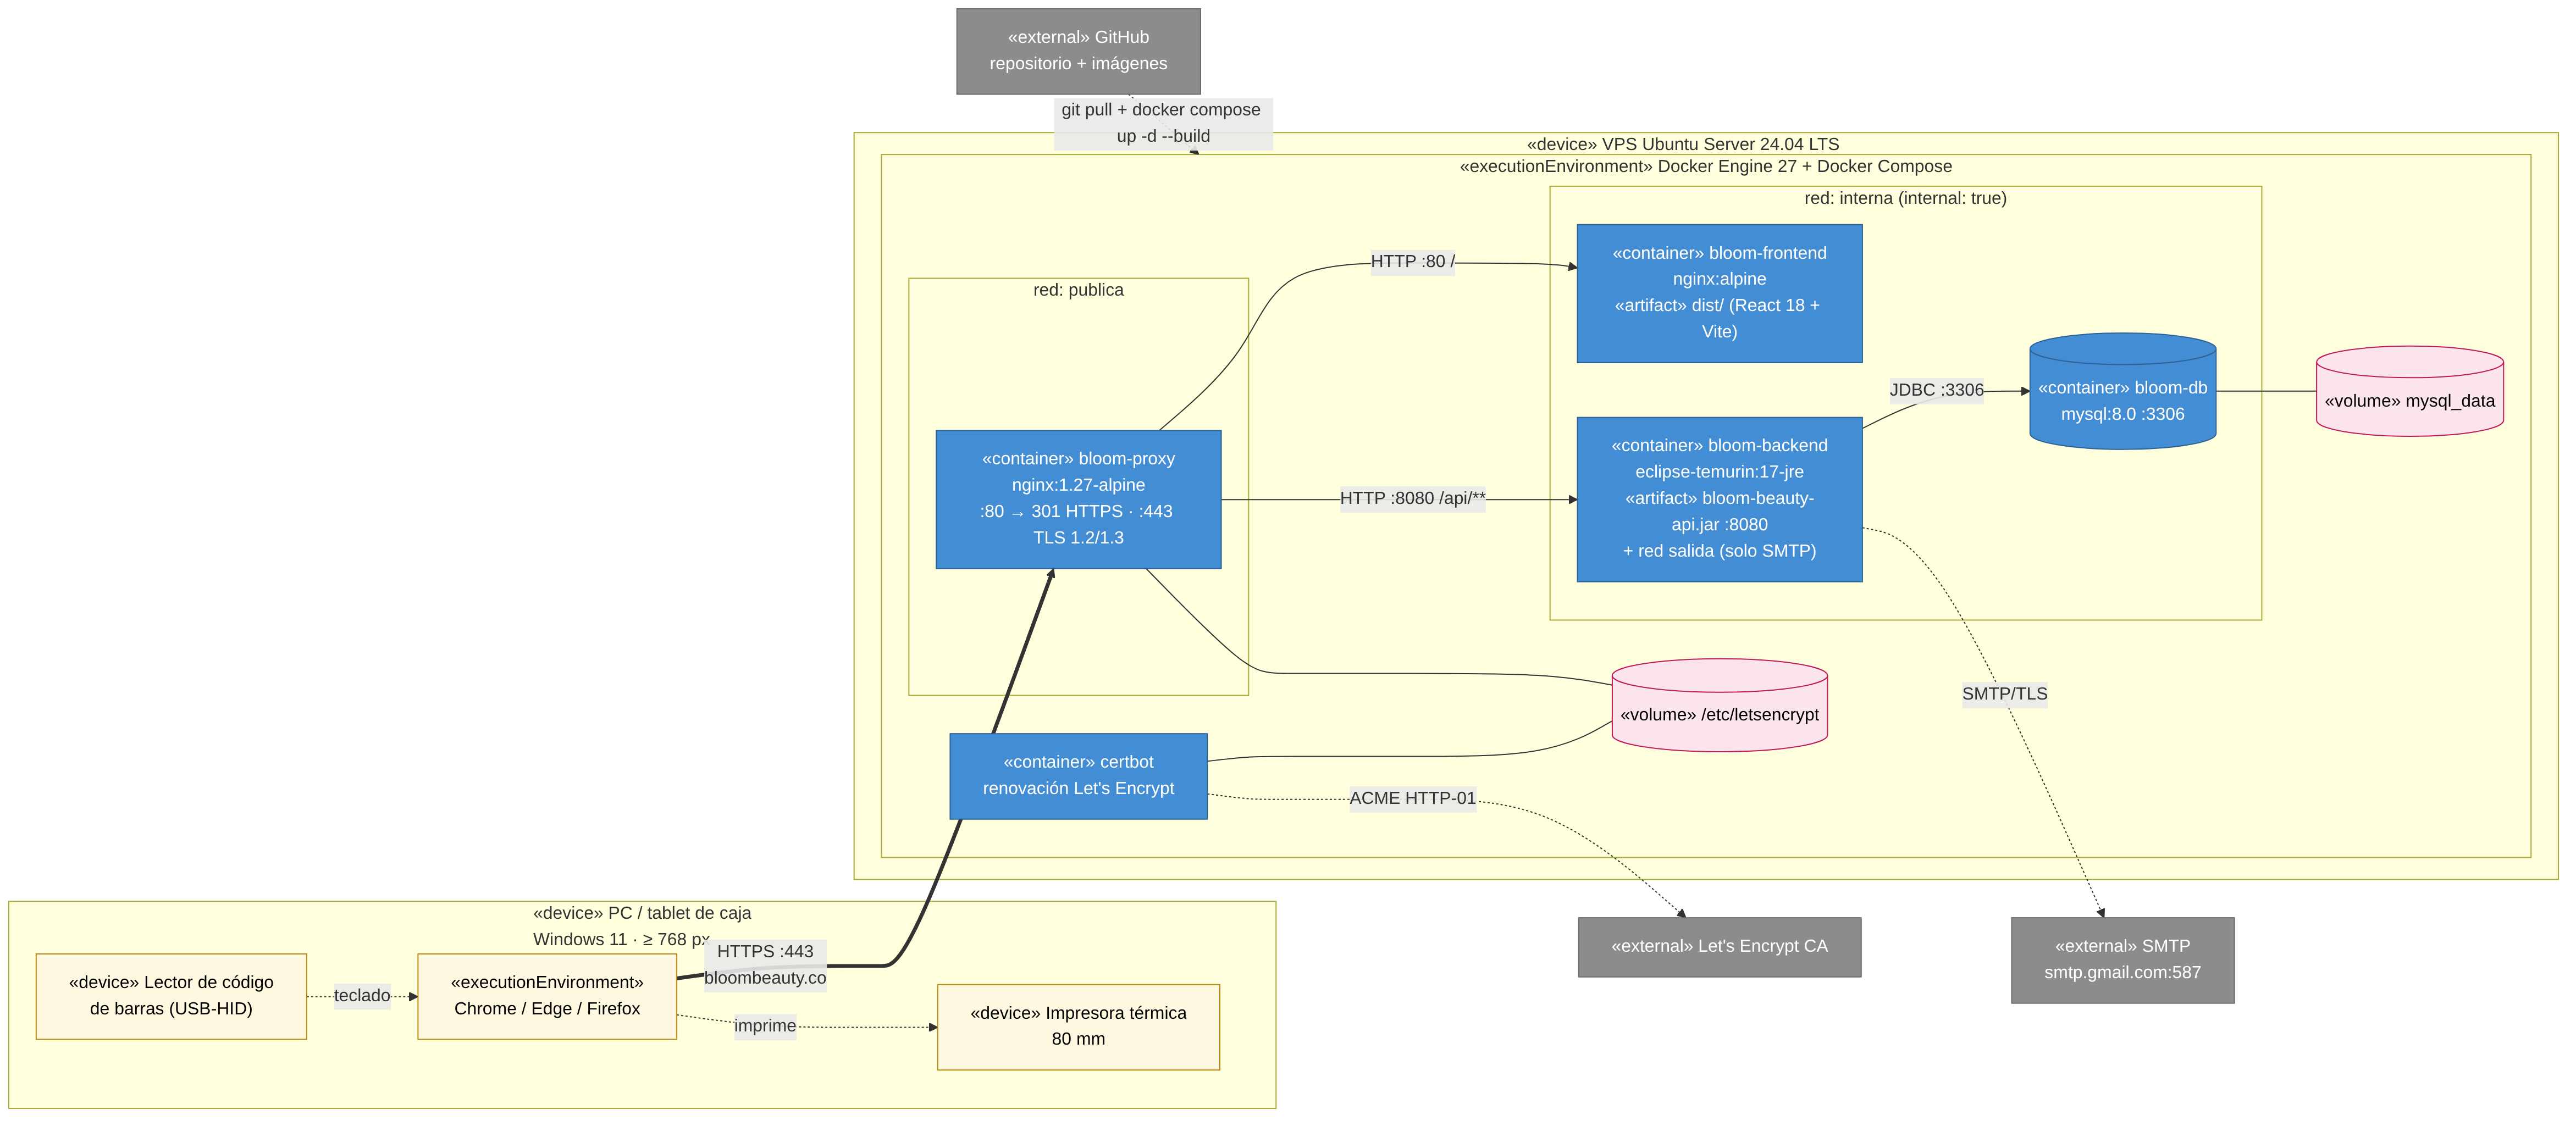 «external» GitHub
repositorio + imágenes
git pull + docker compose
up -d --build
«device» VPS Ubuntu Server 24.04 LTS
«executionEnvironment» Docker Engine 27 + Docker Compose
red: interna (internal: true)
«container» bloom-frontend
nginx:alpine
«artifact» dist/ (React 18 +
Vite)
HTTP :80 /
red: publica
«container» bloom-db
mysql:8.0 :3306
«volume» mysql_data
JDBC :3306
«container» bloom-proxy
nginx:1.27-alpine
:80 → 301 HTTPS · :443
TLS 1.2/1.3
HTTP :8080 /api/**
«container» bloom-backend
eclipse-temurin:17-jre
«artifact» bloom-beauty-
api.jar :8080
+ red salida (solo SMTP)
SMTP/TLS
«volume» /etc/letsencrypt
«container» certbot
renovación Let's Encrypt
ACME HTTP-01
«device» PC / tablet de caja
Windows 11 · ≥ 768 px
HTTPS :443
bloombeauty.co
«device» Lector de código
de barras (USB-HID)
teclado
«executionEnvironment»
Chrome / Edge / Firefox
imprime
«device» Impresora térmica
80 mm
«external» Let's Encrypt CA
«external» SMTP
smtp.gmail.com:587